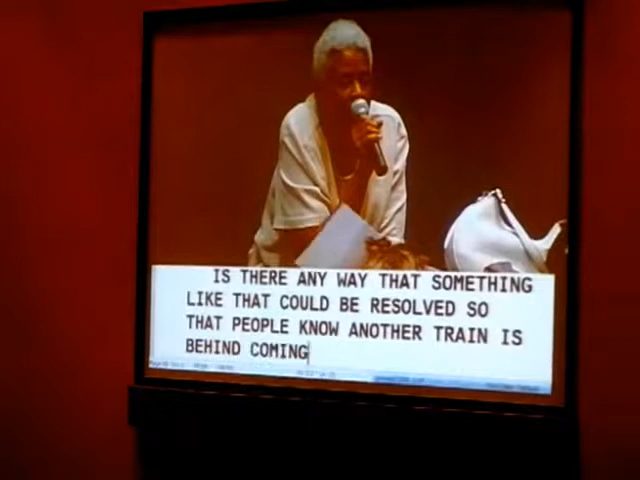 IS THERE ANY WAY THAT SOMETHING
LIKE THAT COULD BE RESOLVED SO
THAT PEOPLE KNOW ANOTHER TRAIN IS
BEHIND COMING